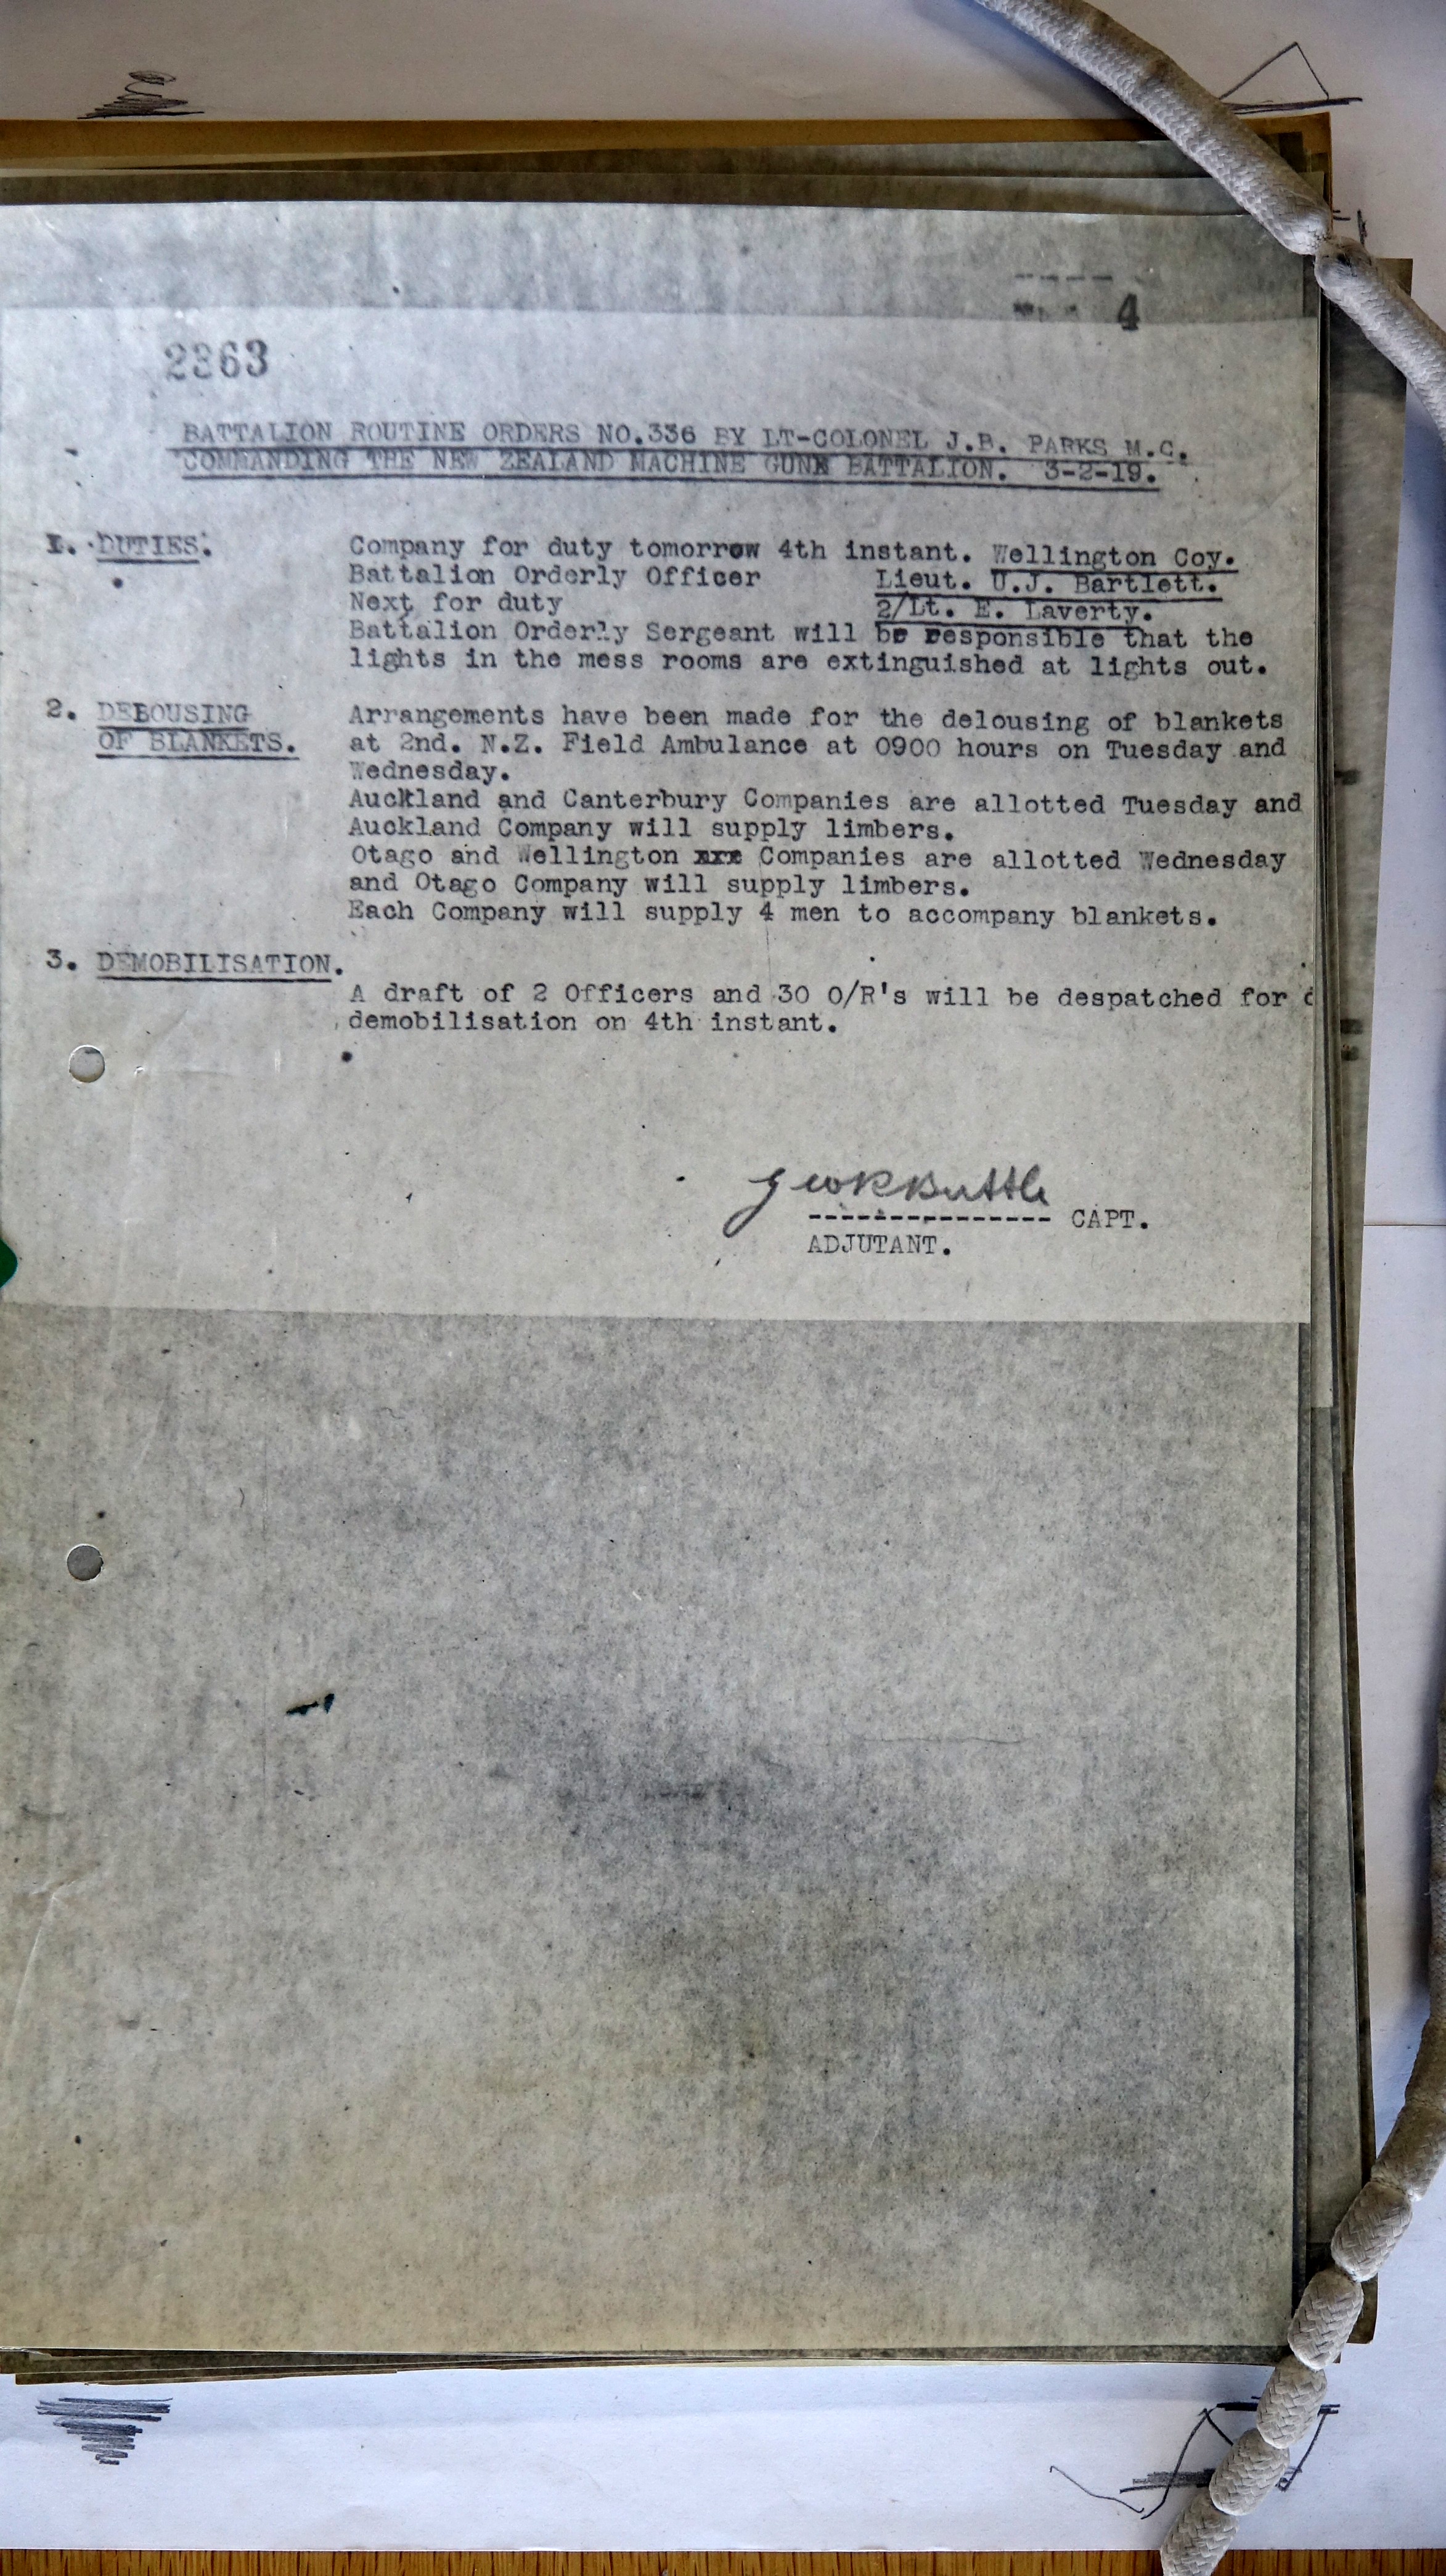 4
2363
BATTALION ROUTINE ORDERS NO.336 BY LT-COLONEL J.B. PARKS M.C.
COMMANDING THE NEW ZEALAND MACHINE GUNN BATTALION. 3-2-19.
1. DUTIES. Company for duty tomorrow 4th instant. Wellington Coy.
Battalion Orderly Officer Lieut. U.J. Bartlett.
Next for duty 2/Lt. E. Laverty.
Battalion Orderly Sergeant will be responsible that the
lights in the mess rooms are extinguished at lights out.
2. DEBOUSING Arrangements have been made for the delousing of blankets
OF BLANKETS. at 2nd. N.Z. Field Ambulance at 0900 hours on Tuesday and
Wednesday.
Auckland and Canterbury Companies are allotted Tuesday and
Auckland Company will supply limbers.
Otago and Wellington xxx Companies are allotted Wednesday
and Otago Company will supply limbers.
Each Company will supply 4 men to accompany blankets.
3. DEMOBILISATION.
A draft of 2 Officers and 30 O/R's will be despatched for d
demobilisation on 4th instant.
Geo R Buttle
--------------- CAPT.
ADJUTANT.